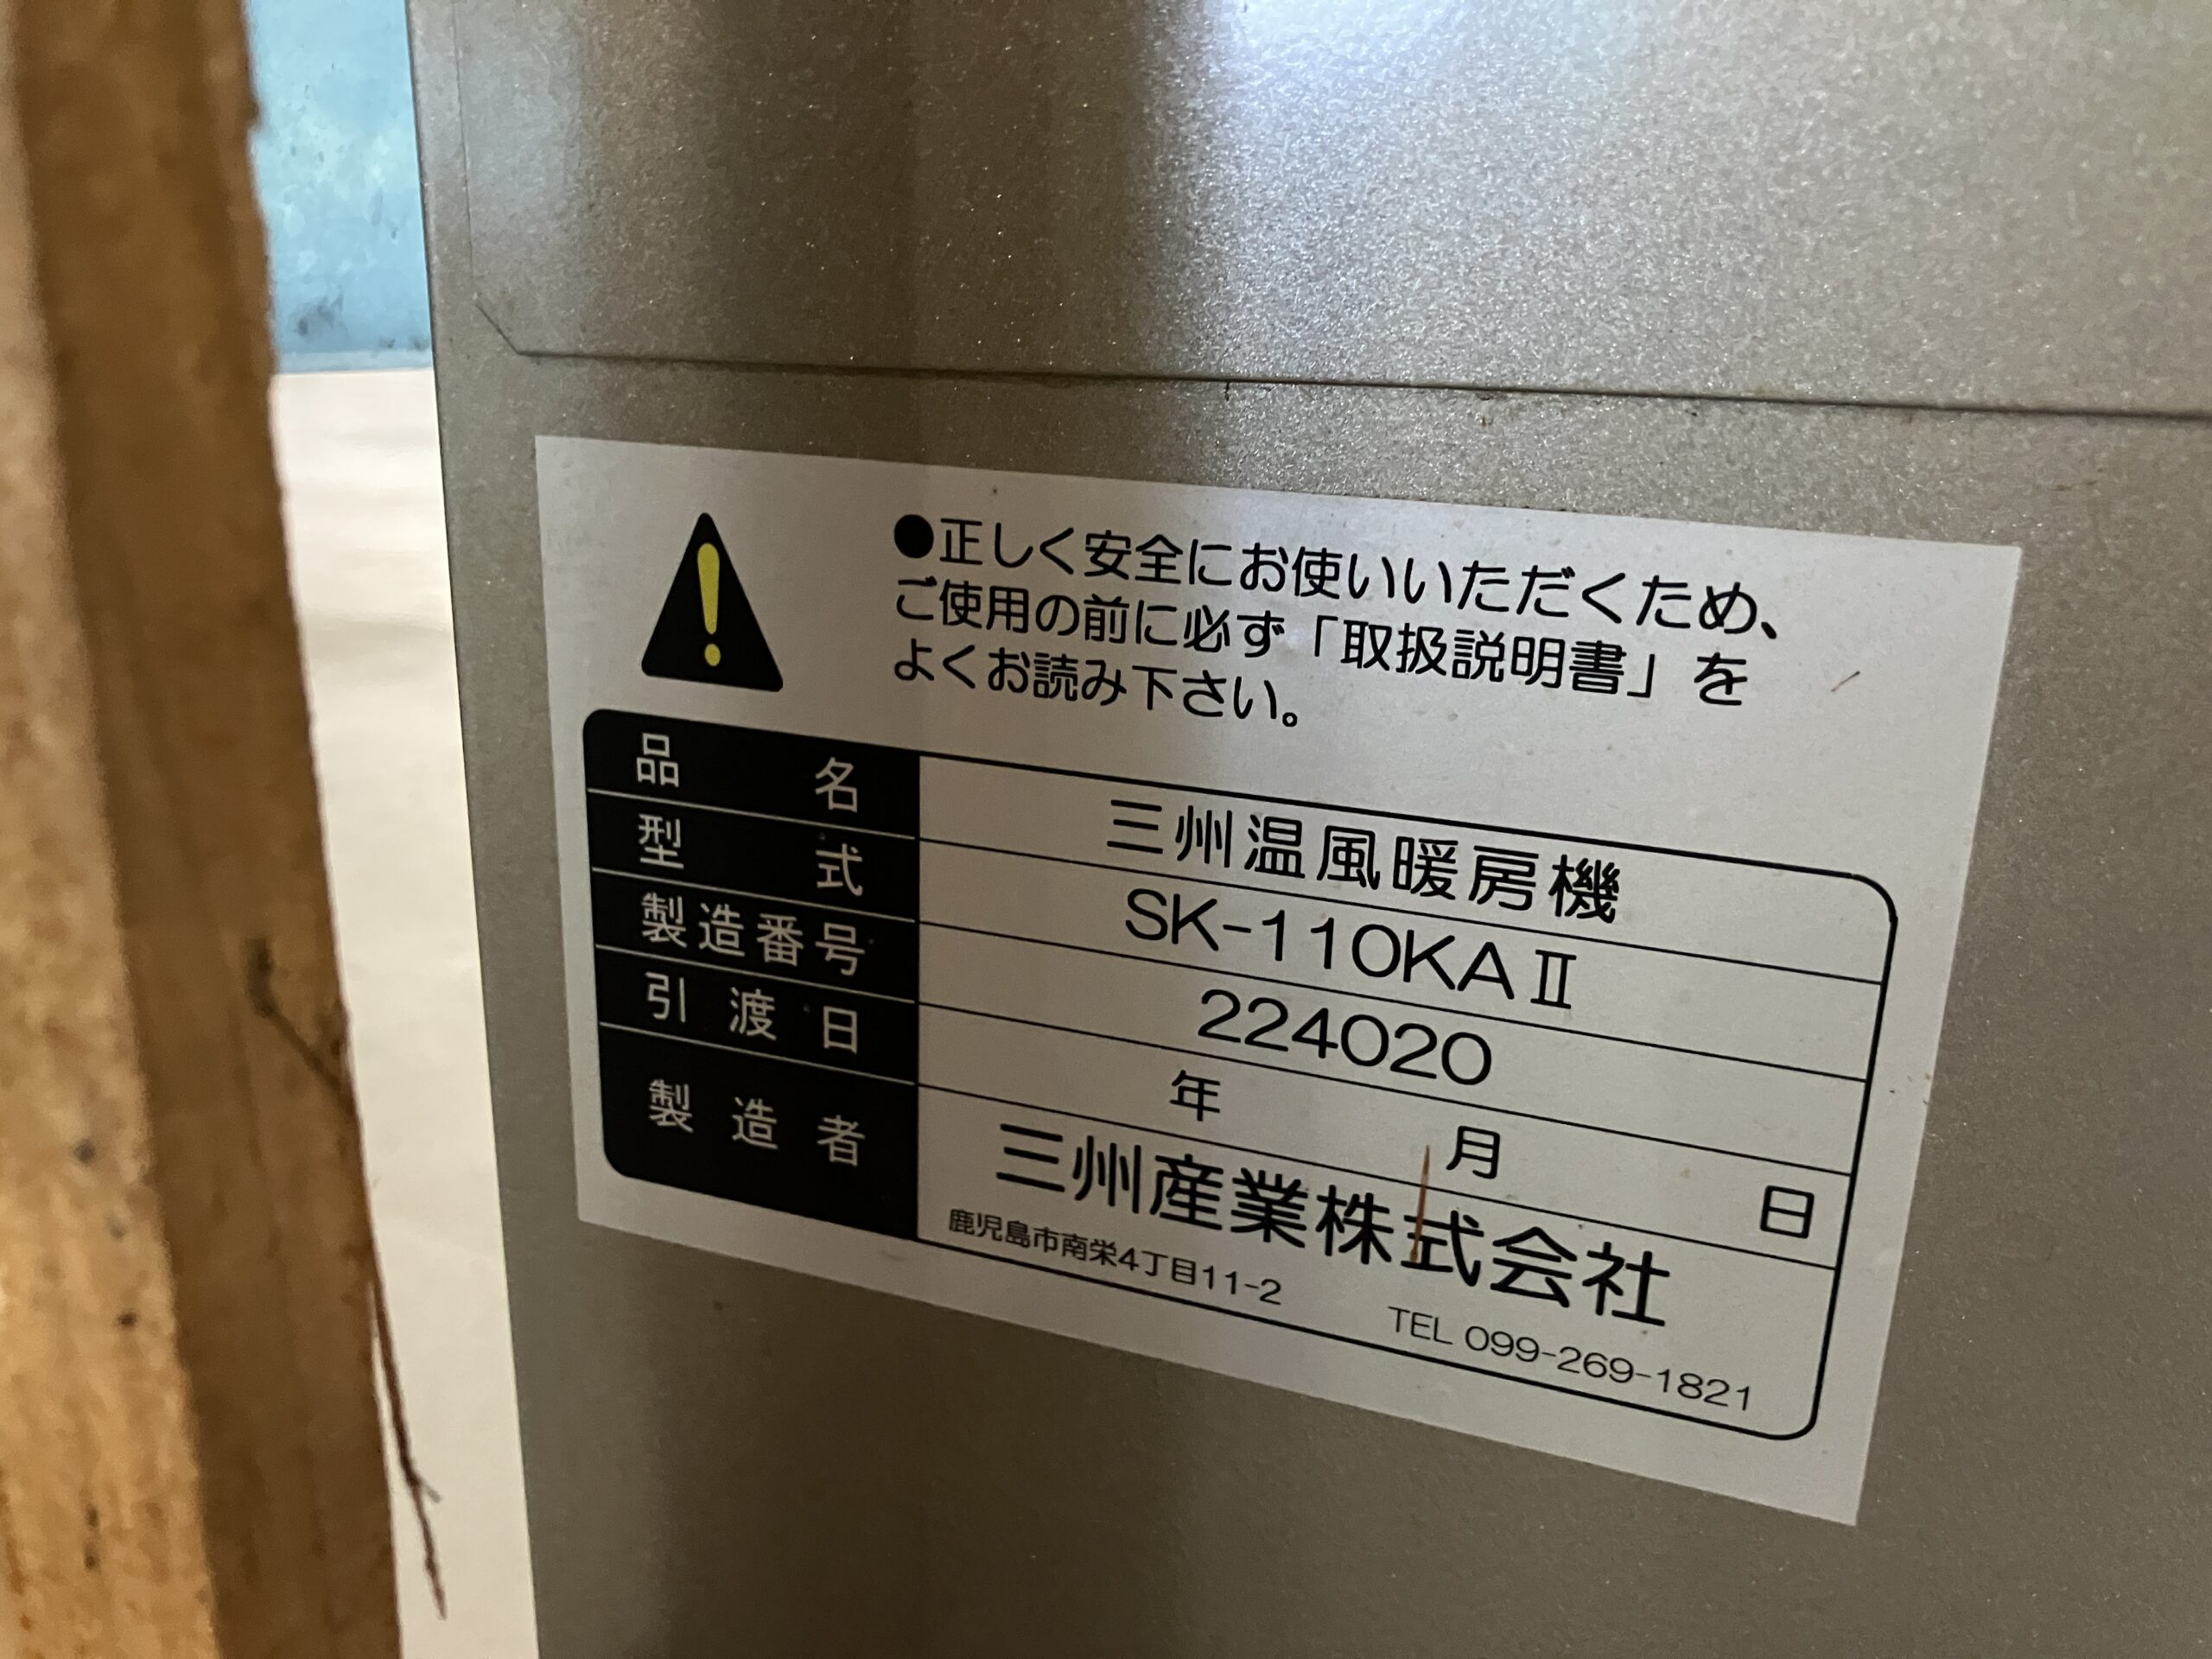 ●正しく安全にお使いいただくため、
ご使用の前に必ず「取扱説明書」を
よくお読み下さい。
品名 三州温風暖房機
型式 SK-110KAⅡ
製造番号 224020
引渡日 年 月 日
製造者 三州産業株式会社
鹿児島市南栄4丁目11-2 TEL 099-269-1821